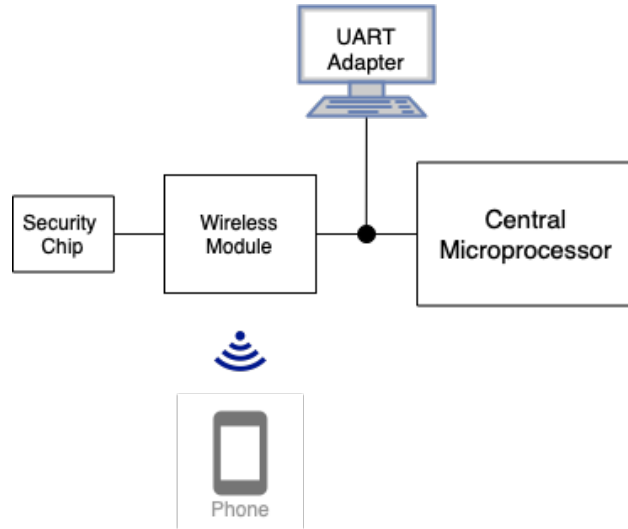 UART
Adapter
Security
Chip
Wireless
Module
Central
Microprocessor
Phone